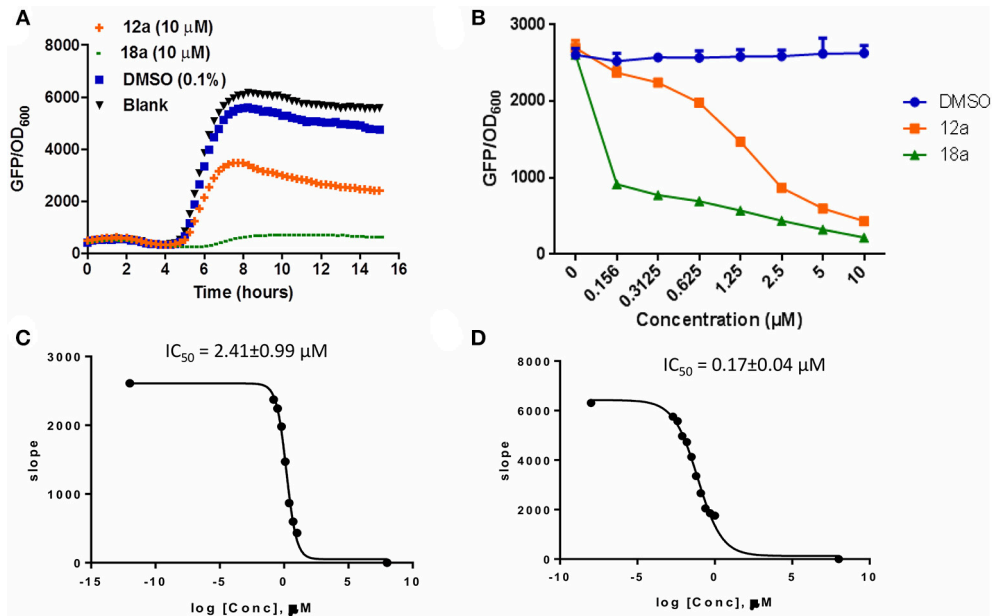 A
12a (10 μM)
18a (10 μM)
DMSO (0.1%)
Blank
GFP/OD600
8000
6000
4000
2000
0
0 2 4 6 8 10 12 14 16
Time (hours)
B
GFP/OD600
3000
2000
1000
0
0 0.156 0.3125 0.625 1.25 2.5 5 10
Concentration (µM)
DMSO
12a
18a
C
IC50 = 2.41±0.99 µM
slope
3000
2000
1000
0
-15 -10 -5 0 5 10
log [Conc], µM
D
IC50 = 0.17±0.04 µM
slope
8000
6000
4000
2000
0
-10 -5 0 5 10
log [Conc], µM